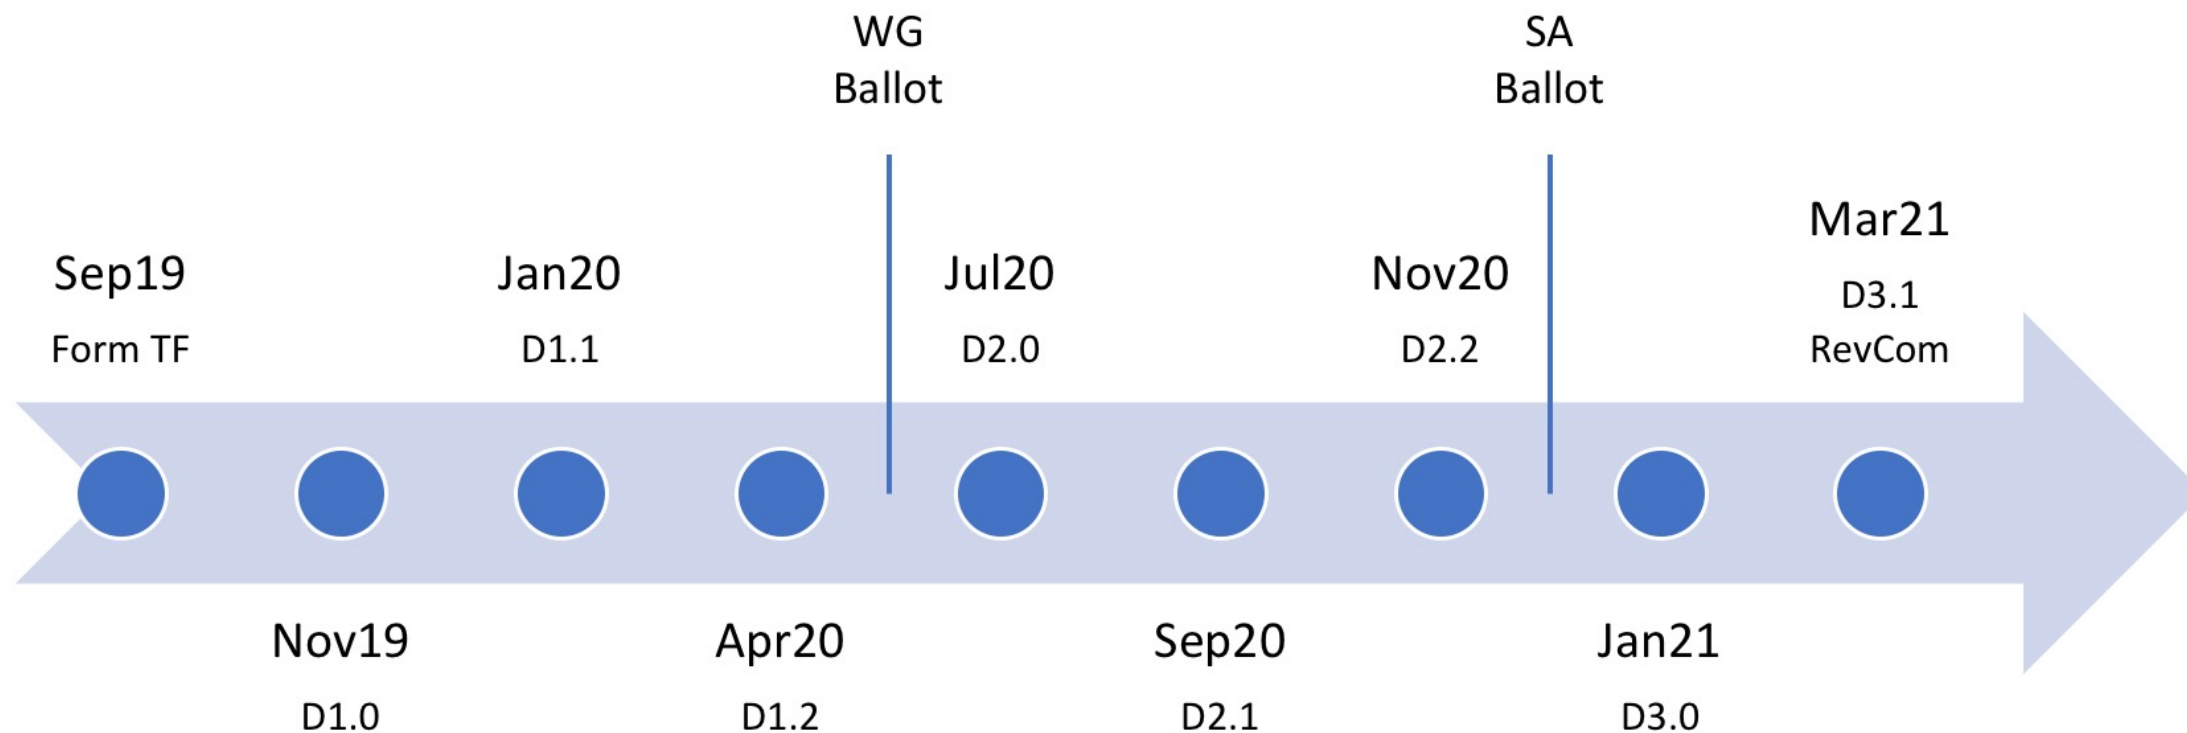 WG
Ballot
SA
Ballot
Sep19
Form TF
Nov19
D1.0
Jan20
D1.1
Apr20
D1.2
Jul20
D2.0
Sep20
D2.1
Nov20
D2.2
Jan21
D3.0
Mar21
D3.1
RevCom